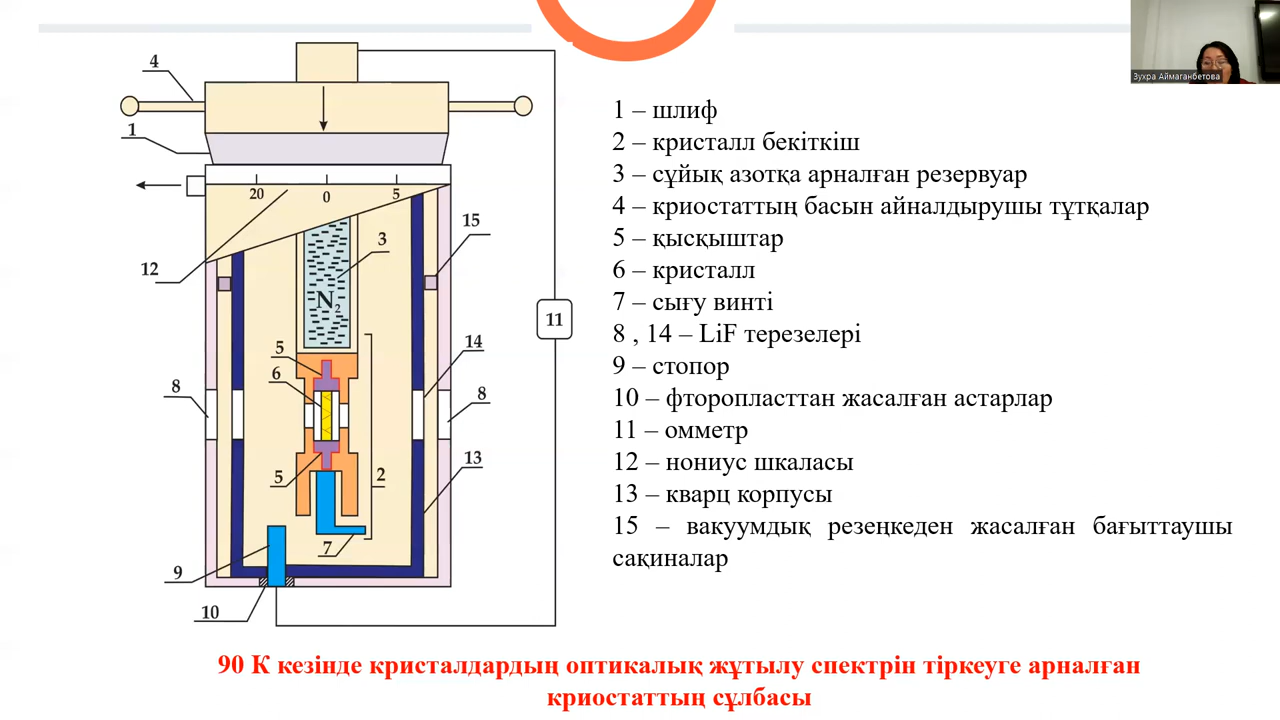 4
1
20
0
5
15
3
12
N2
11
5
14
6
8
8
5
2
13
7
9
10
Зухра Аймаганбетова
1 – шлиф
2 – кристалл бекіткіш
3 – сұйық азотқа арналған резервуар
4 – криостаттың басын айналдырушы тұтқалар
5 – қысқыштар
6 – кристалл
7 – сығу винті
8 , 14 – LiF терезелері
9 – стопор
10 – фторопласттан жасалған астарлар
11 – омметр
12 – нониус шкаласы
13 – кварц корпусы
15 – вакуумдық резеңкеден жасалған бағыттаушы
сақиналар
90 К кезінде кристалдардың оптикалық жұтылу спектрін тіркеуге арналған
криостаттың сұлбасы